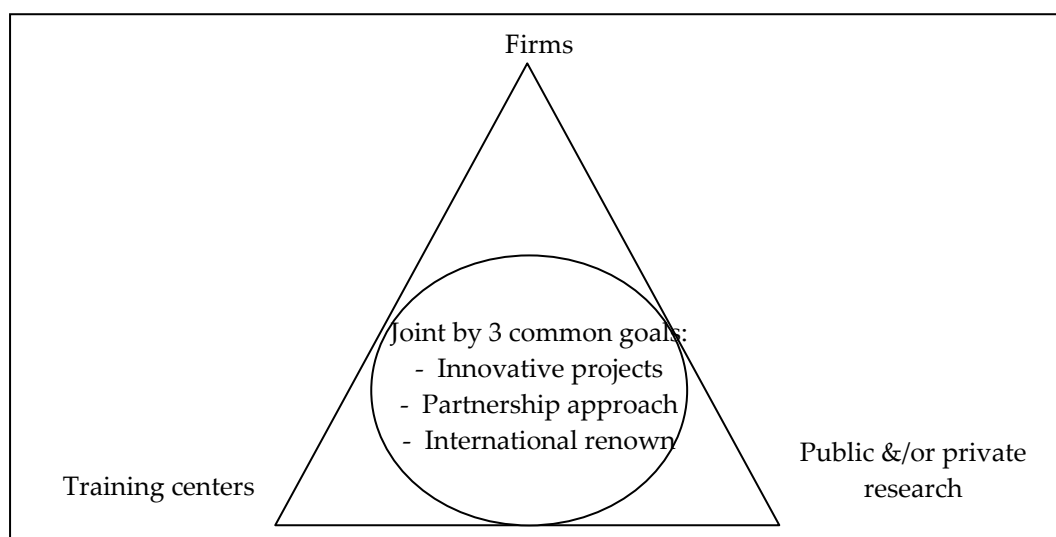 Firms
Joint by 3 common goals:
- Innovative projects
- Partnership approach
- International renown
Training centers
Public &/or private
research